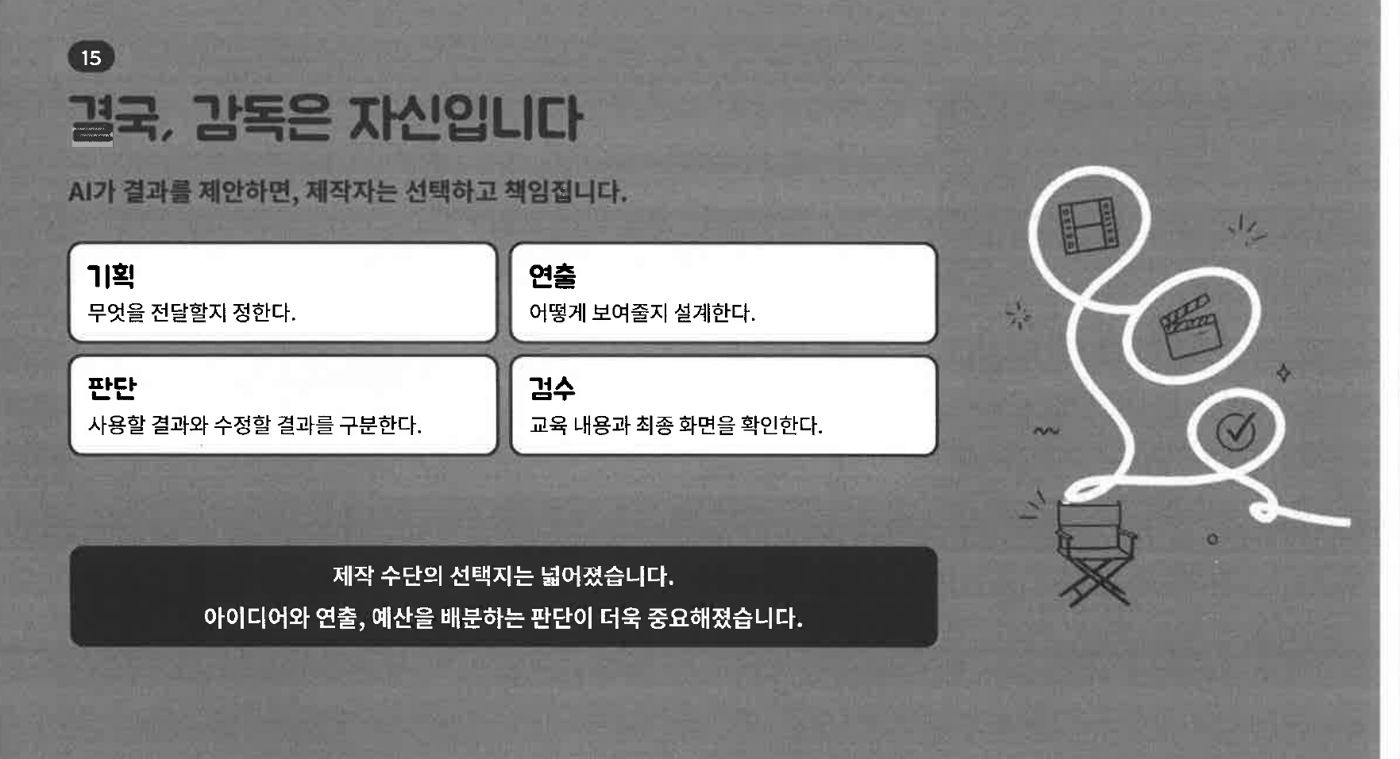 15
결국, 감독은 자신입니다
AI가 결과를 제안하면, 제작자는 선택하고 책임집니다.
기획
무엇을 전달할지 정한다.
연출
어떻게 보여줄지 설계한다.
판단
사용할 결과와 수정할 결과를 구분한다.
검수
교육 내용과 최종 화면을 확인한다.
제작 수단의 선택지는 넓어졌습니다.
아이디어와 연출, 예산을 배분하는 판단이 더욱 중요해졌습니다.